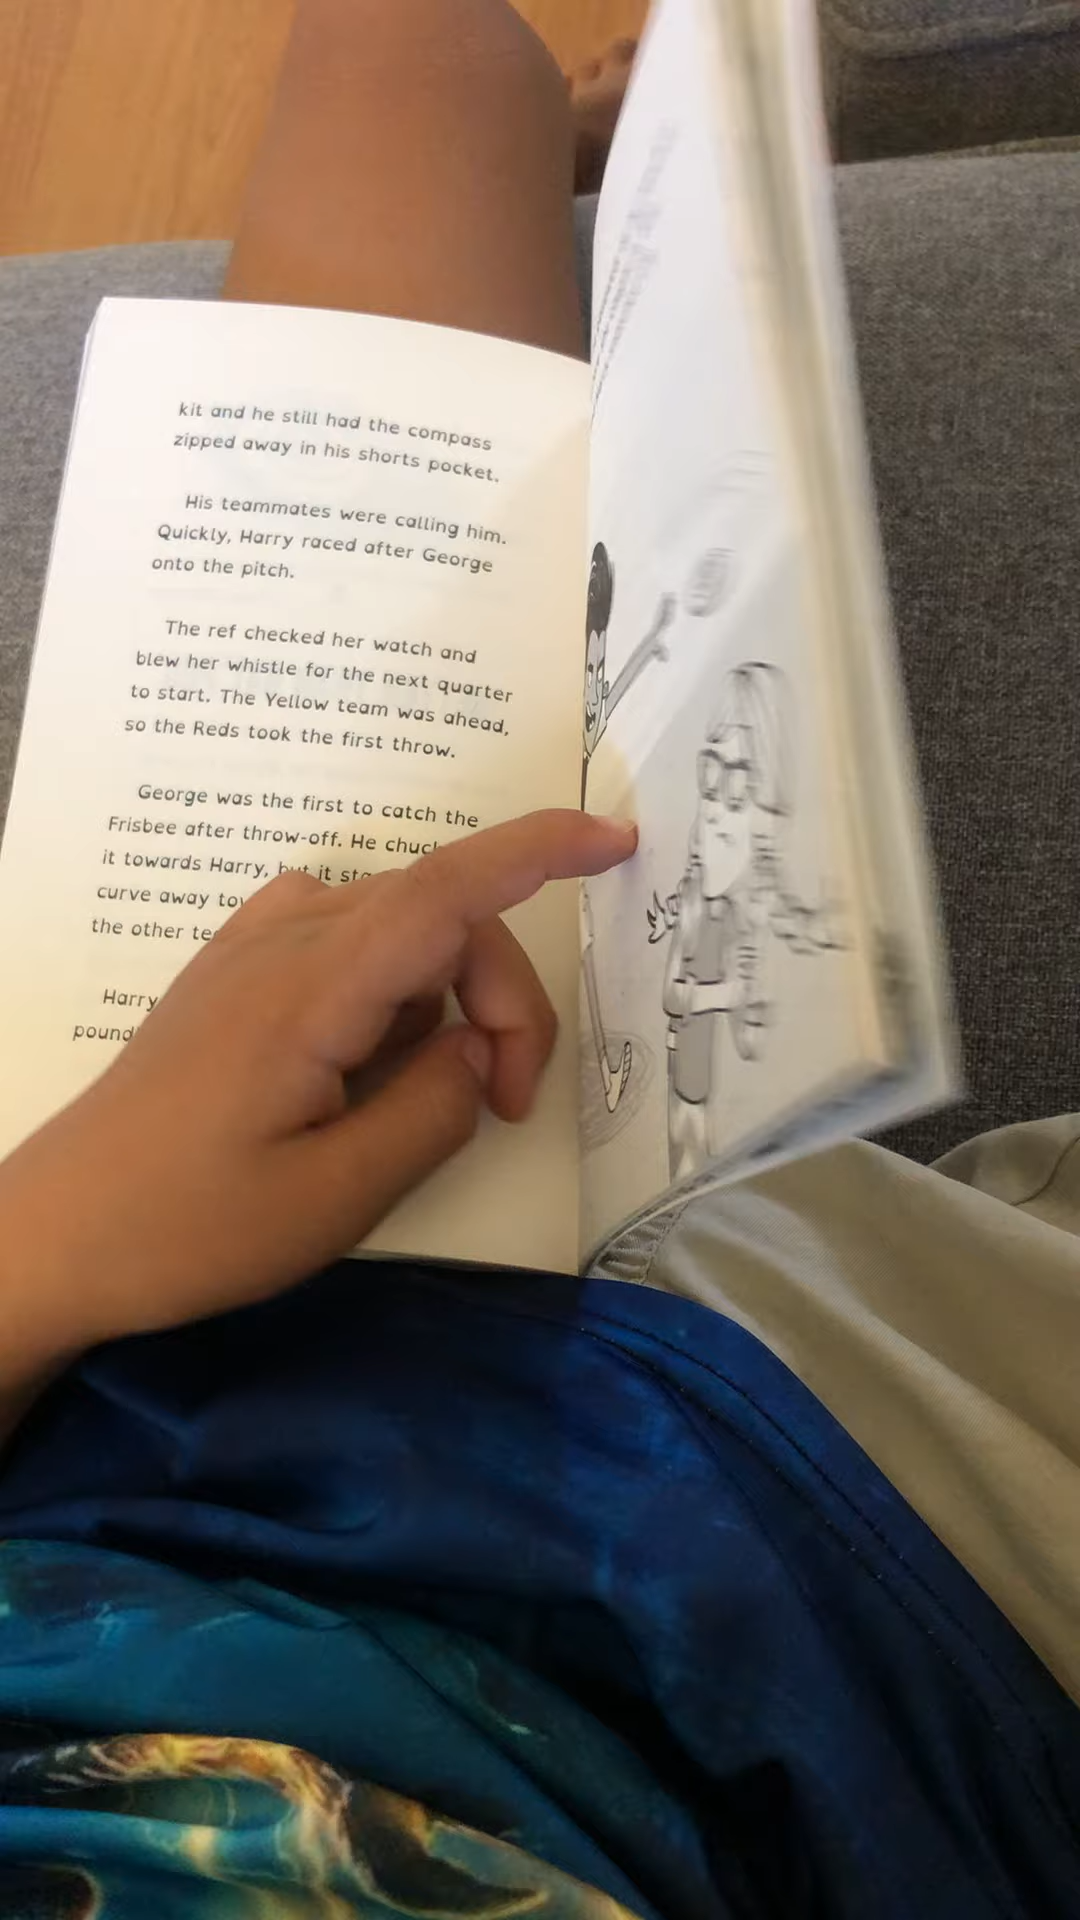 kit and he still had the compass
zipped away in his shorts pocket.
His teammates were calling him.
Quickly, Harry raced after George
onto the pitch.
The ref checked her watch and
blew her whistle for the next quarter
to start. The Yellow team was ahead,
so the Reds took the first throw.
George was the first to catch the
Frisbee after throw-off. He
it towards Harry, but it
curve away
the other
Harry